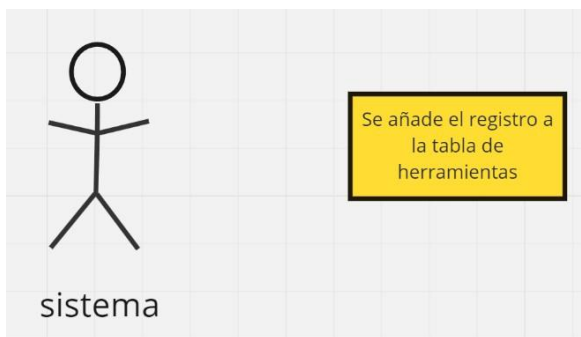 Se añade el registro a
la tabla de
herramientas
sistema